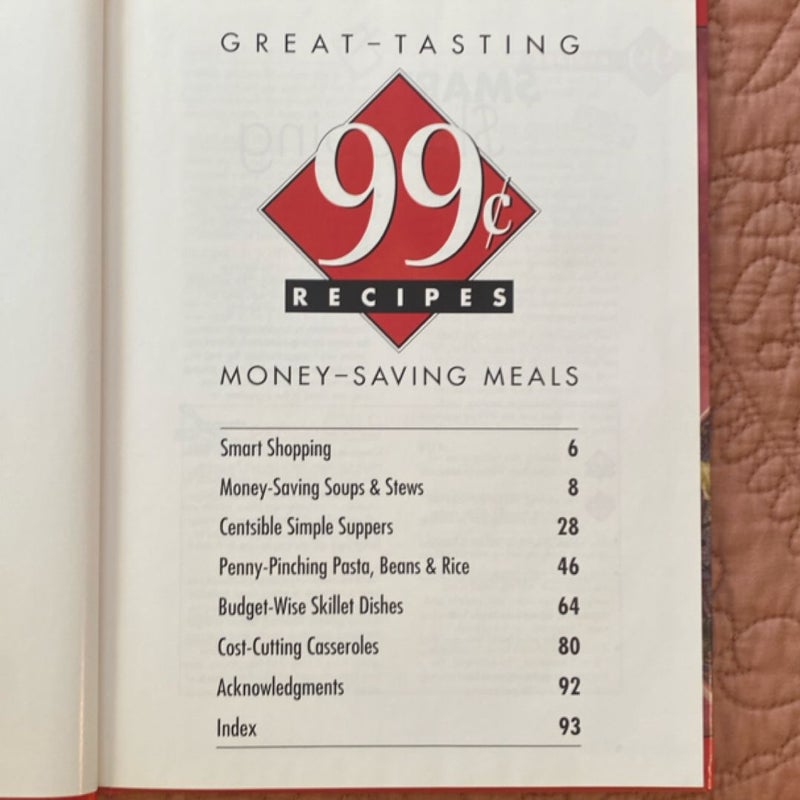 GREAT–TASTING
99¢
RECIPES
MONEY–SAVING MEALS
Smart Shopping 6
Money-Saving Soups & Stews 8
Centsible Simple Suppers 28
Penny-Pinching Pasta, Beans & Rice 46
Budget-Wise Skillet Dishes 64
Cost-Cutting Casseroles 80
Acknowledgments 92
Index 93